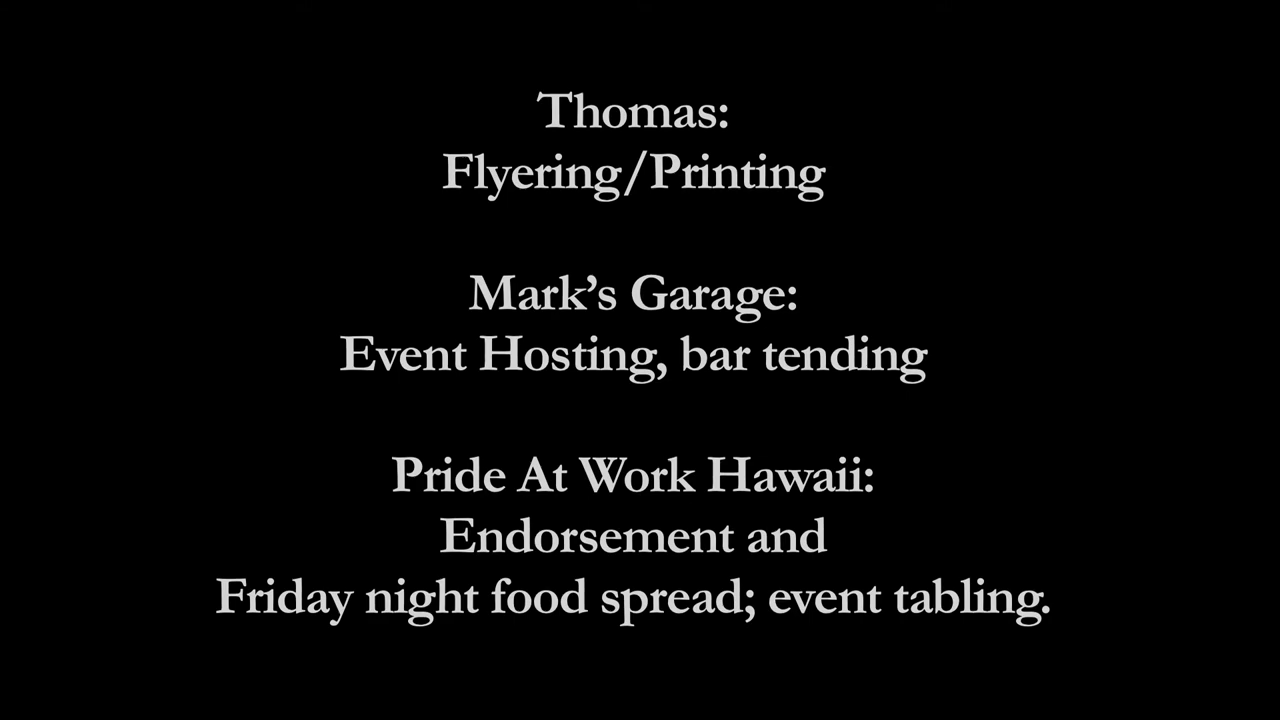 Thomas:
Flyering/Printing
Mark’s Garage:
Event Hosting, bar tending
Pride At Work Hawaii:
Endorsement and
Friday night food spread; event tabling.